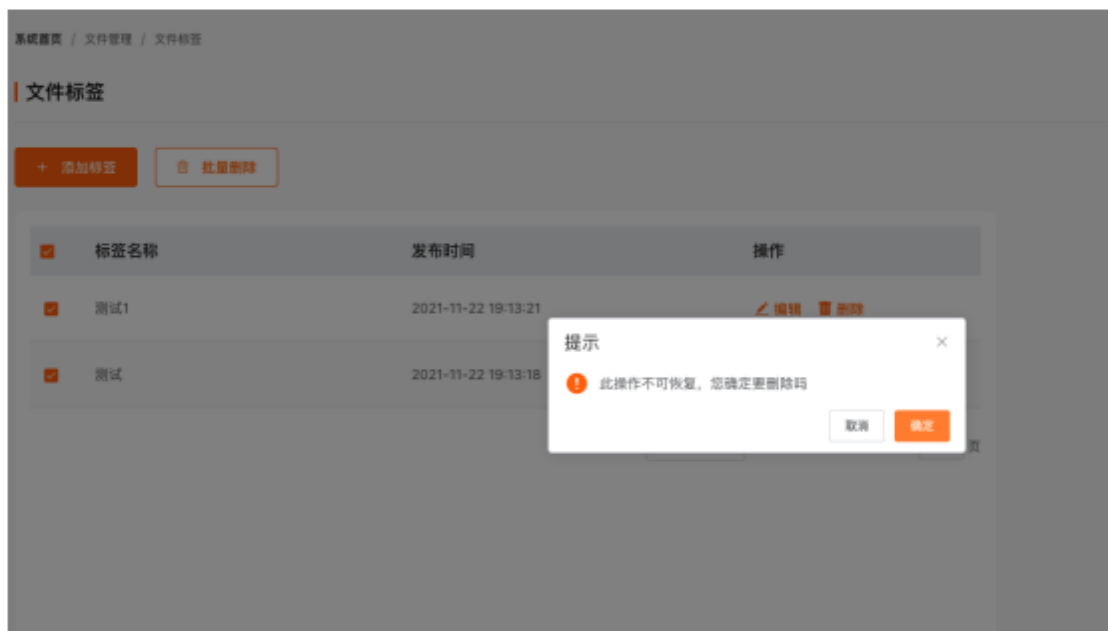 系统首页 / 文件管理 / 文件标签
文件标签
+ 添加标签 批量删除
标签名称 发布时间 操作
测试1 2021-11-22 19:13:21 编辑 删除
测试 2021-11-22 19:13:18
提示
此操作不可恢复，您确定要删除吗
取消 确定
页